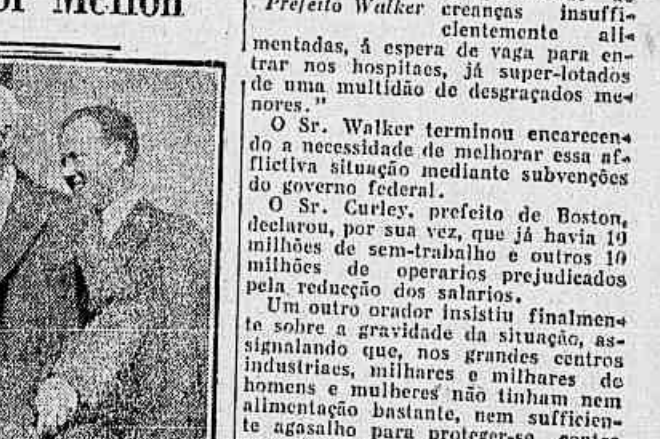 or Mellon
Prefeito Walker creanças insuffi-
cientemente ali-
mentadas, á espera de vaga para en-
trar nos hospitaes, já super-lotados
de uma multidão de desgraçados me-
nores."
O Sr. Walker terminou encarecen-
do a necessidade de melhorar essa af-
flictiva situação mediante subvenções
do governo federal.
O Sr. Curley, prefeito de Boston,
declarou, por sua vez, que já havia 10
milhões de sem-trabalho e outros 10
milhões de operarios prejudicados
pela reducção dos salarios.
Um outro orador insistiu finalmen-
te sobre a gravidade da situação, as-
signalando que, nos grandes centros
industriaes, milhares e milhares de
homens e mulheres não tinham nem
alimentação bastante, nem sufficien-
te agasalho para proteger-se contra